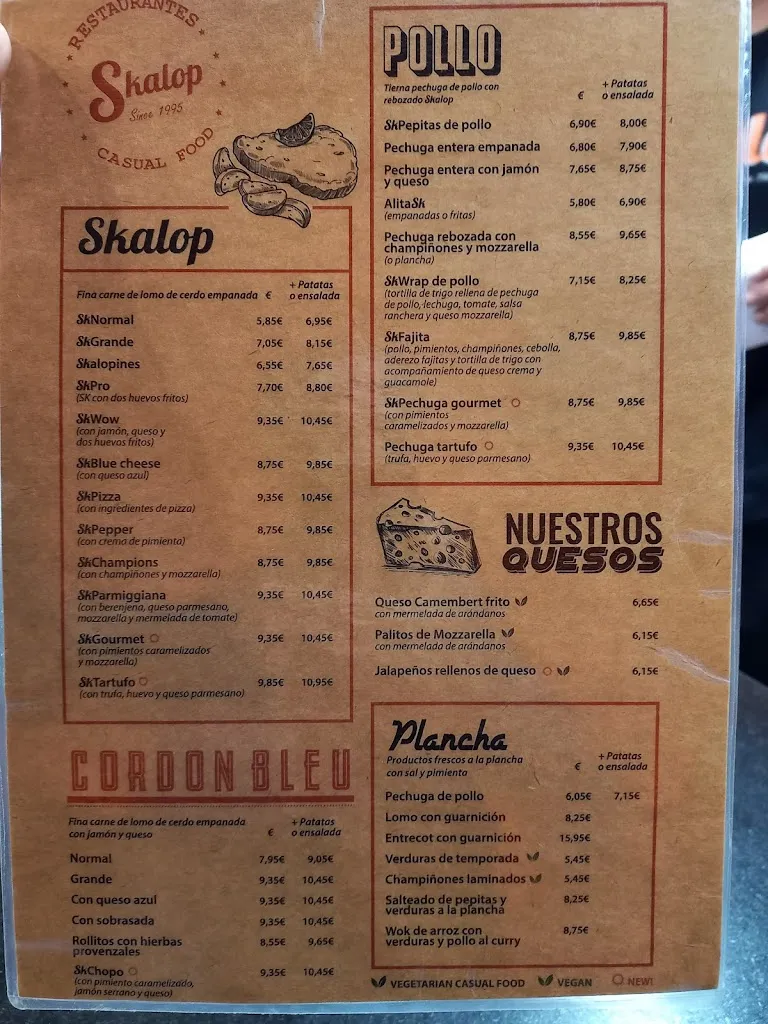 RESTAURANTES
Skalop
Since 1995
CASUAL FOOD
Skalop
Fina carne de lomo de cerdo empanada € + Patatas o ensalada
SkNormal 5,85€ 6,95€
SkGrande 7,05€ 8,15€
Skalopines 6,55€ 7,65€
SkPro 7,70€ 8,80€
(SK con dos huevos fritos)
SkWow 9,35€ 10,45€
(con jamón, queso y
dos huevos fritos)
SkBlue cheese 8,75€ 9,85€
(con queso azul)
SkPizza 9,35€ 10,45€
(con ingredientes de pizza)
SkPepper 8,75€ 9,85€
(con crema de pimienta)
SkChampions 8,75€ 9,85€
(con champiñones y mozzarella)
SkParmiggiana 9,35€ 10,45€
(con berenjena, queso parmesano,
mozzarella y mermelada de tomate)
SkGourmet 9,35€ 10,45€
(con pimientos caramelizados
y mozzarella)
SkTartufo 9,85€ 10,95€
(con trufa, huevo y queso parmesano)
CORDON BLEU
Fina carne de lomo de cerdo empanada
con jamón y queso € + Patatas o ensalada
Normal 7,95€ 9,05€
Grande 9,35€ 10,45€
Con queso azul 9,35€ 10,45€
Con sobrasada 9,35€ 10,45€
Rollitos con hierbas 8,55€ 9,65€
provenzales
SkChopo 9,35€ 10,45€
(con pimiento caramelizado,
jamón serrano y queso)
POLLO
Tierna pechuga de pollo con
rebozado Skalop € + Patatas o ensalada
SkPepitas de pollo 6,90€ 8,00€
Pechuga entera empanada 6,80€ 7,90€
Pechuga entera con jamón 7,65€ 8,75€
y queso
AlitaSk 5,80€ 6,90€
(empanadas o fritas)
Pechuga rebozada con 8,55€ 9,65€
champiñones y mozzarella
(o plancha)
SkWrap de pollo 7,15€ 8,25€
(tortilla de trigo rellena de pechuga
de pollo, lechuga, tomate, salsa
ranchera y queso mozzarella)
SkFajita 8,75€ 9,85€
(pollo, pimientos, champiñones, cebolla,
aderezo fajitas y tortilla de trigo con
acompañamiento de queso crema y
guacamole)
SkPechuga gourmet 8,75€ 9,85€
(con pimientos
caramelizados y mozzarella)
Pechuga tartufo 9,35€ 10,45€
(trufa, huevo y queso parmesano)
NUESTROS
QUESOS
Queso Camembert frito 6,65€
con mermelada de arándanos
Palitos de Mozzarella 6,15€
con mermelada de arándanos
Jalapeños rellenos de queso 6,15€
Plancha
Productos frescos a la plancha
con sal y pimienta € + Patatas o ensalada
Pechuga de pollo 6,05€ 7,15€
Lomo con guarnición 8,25€
Entrecot con guarnición 15,95€
Verduras de temporada 5,45€
Champiñones laminados 5,45€
Salteado de pepitas y 8,25€
verduras a la plancha
Wok de arroz con 8,75€
verduras y pollo al curry
VEGETARIAN CASUAL FOOD VEGAN NEW!